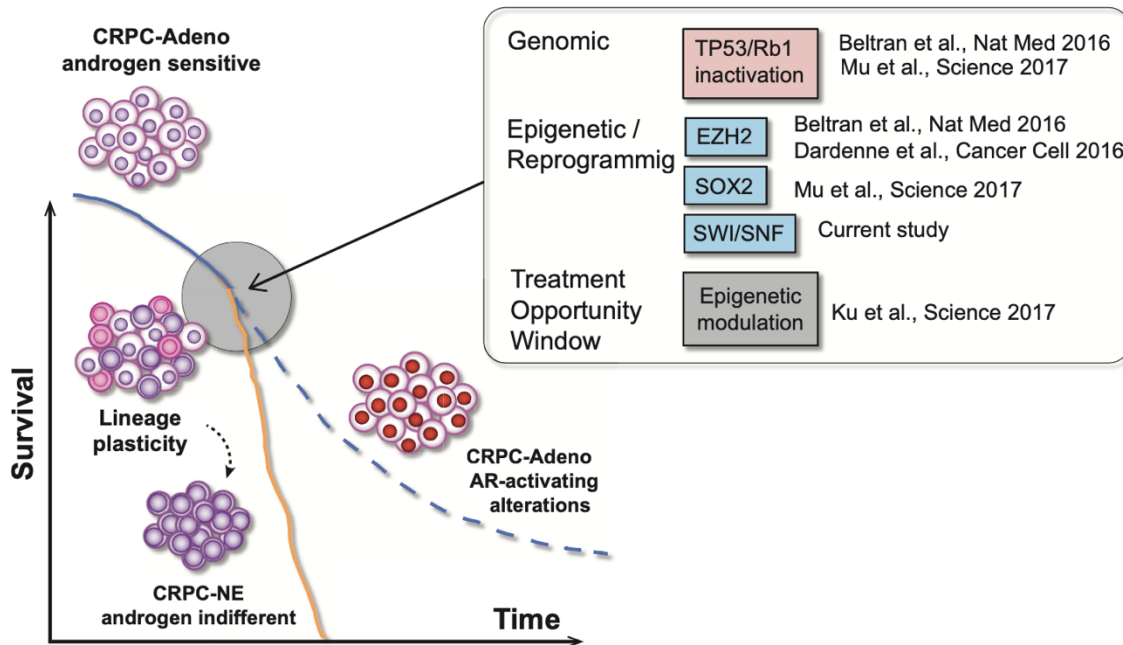 CRPC-Adeno
androgen sensitive
Survival
Lineage
plasticity
CRPC-NE
androgen indifferent
Time
CRPC-Adeno
AR-activating
alterations
Genomic
TP53/Rb1
inactivation
Beltran et al., Nat Med 2016
Mu et al., Science 2017
Epigenetic /
Reprogrammig
EZH2
Beltran et al., Nat Med 2016
Dardenne et al., Cancer Cell 2016
SOX2
Mu et al., Science 2017
SWI/SNF
Current study
Treatment
Opportunity
Window
Epigenetic
modulation
Ku et al., Science 2017